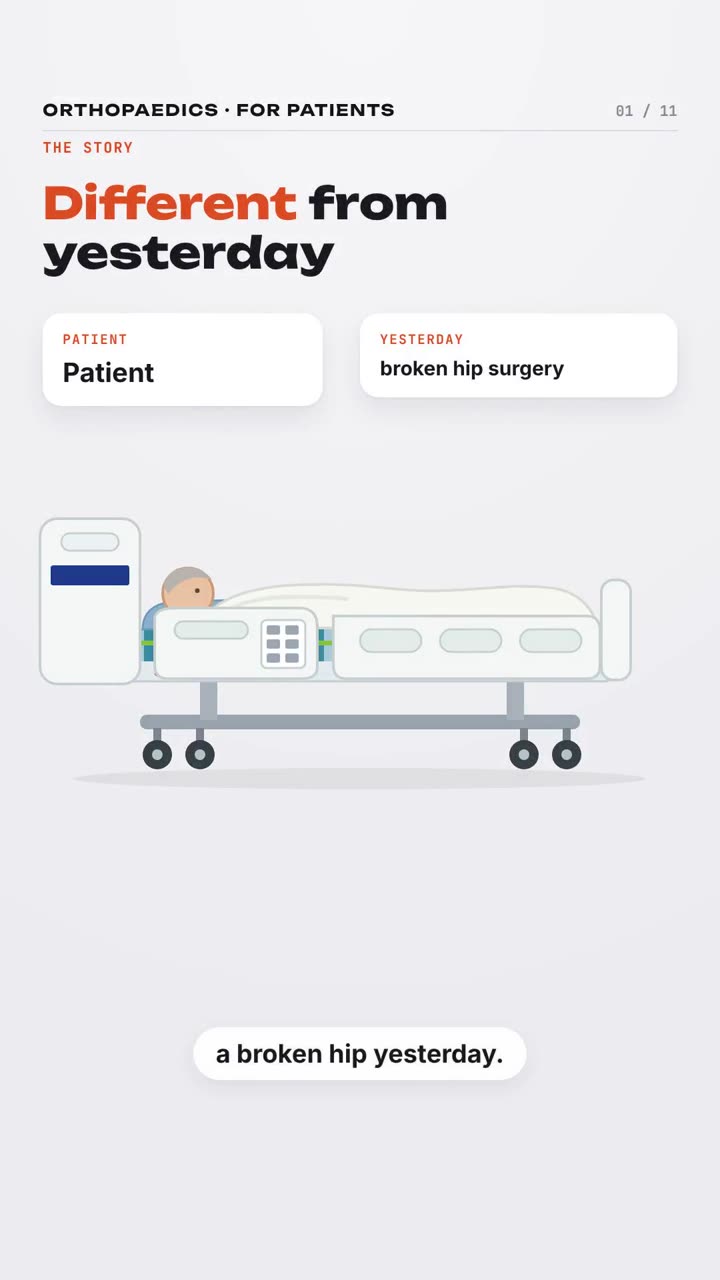 ORTHOPAEDICS · FOR PATIENTS
01 / 11
THE STORY
Different from
yesterday
PATIENT
Patient
YESTERDAY
broken hip surgery
a broken hip yesterday.